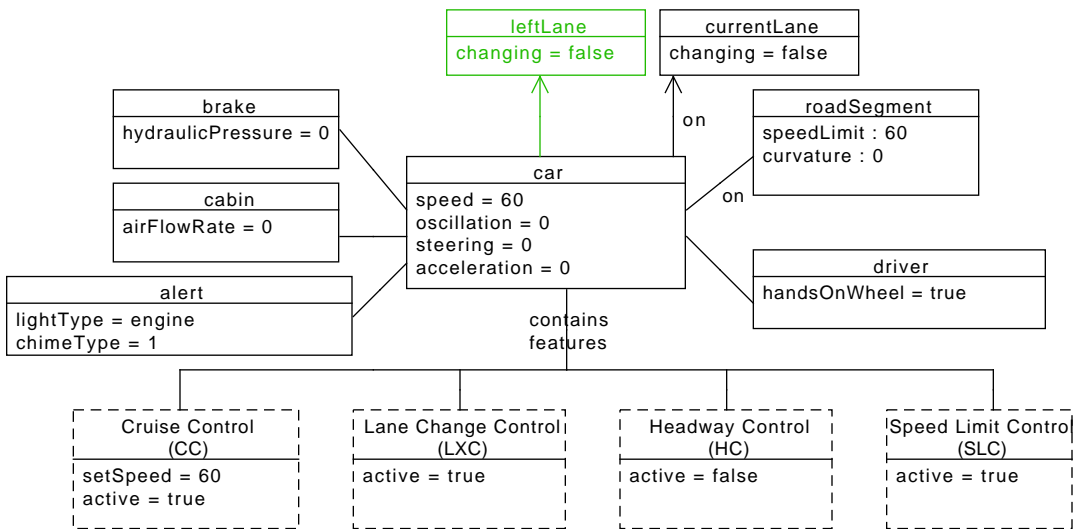 leftLane
changing = false
currentLane
changing = false
brake
hydraulicPressure = 0
roadSegment
speedLimit : 60
curvature : 0
on
car
speed = 60
oscillation = 0
steering = 0
acceleration = 0
on
cabin
airFlowRate = 0
driver
handsOnWheel = true
alert
lightType = engine
chimeType = 1
contains
features
Cruise Control
(CC)
setSpeed = 60
active = true
Lane Change Control
(LXC)
active = true
Headway Control
(HC)
active = false
Speed Limit Control
(SLC)
active = true